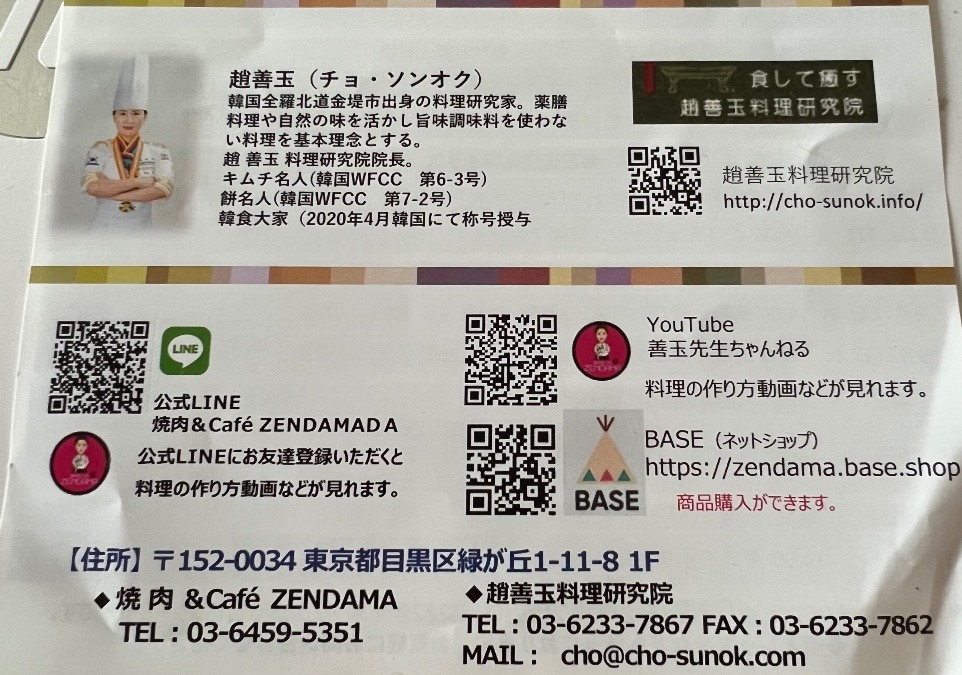 趙善玉（チョ・ソンオク）
韓国全羅北道金堤市出身の料理研究家。薬膳
料理や自然の味を活かし旨味調味料を使わな
い料理を基本理念とする。
趙 善玉 料理研究院院長。
キムチ名人(韓国WFCC　第6-3号)
餅名人(韓国WFCC　第7-2号)
韓食大家（2020年4月韓国にて称号授与
食して癒す
趙善玉料理研究院
趙善玉料理研究院
http://cho-sunok.info/
LINE
公式LINE
焼肉＆Café ZENDAMADA
公式LINEにお友達登録いただくと
料理の作り方動画などが見れます。
ZENDAMA
YouTube
善玉先生ちゃんねる
料理の作り方動画などが見れます。
ZENDAMA
BASE
BASE（ネットショップ）
https://zendama.base.shop
商品購入ができます。
【住所】〒152-0034 東京都目黒区緑が丘1-11-8 1F
◆焼 肉 &Café ZENDAMA
TEL：03-6459-5351
◆趙善玉料理研究院
TEL：03-6233-7867 FAX：03-6233-7862
MAIL： cho@cho-sunok.com